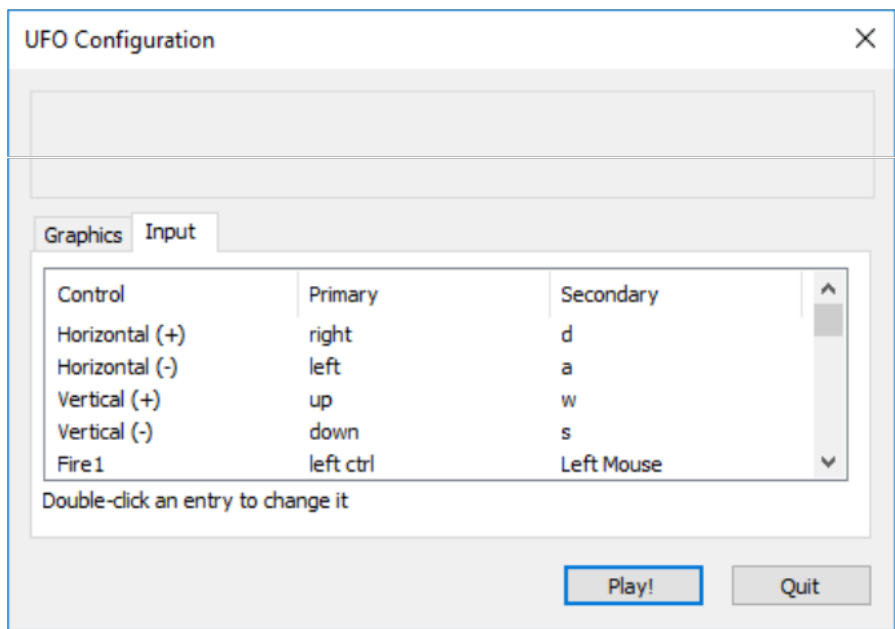 UFO Configuration
Graphics Input
Control Primary Secondary
Horizontal (+) right d
Horizontal (-) left a
Vertical (+) up w
Vertical (-) down s
Fire1 left ctrl Left Mouse
Double-click an entry to change it
Play! Quit